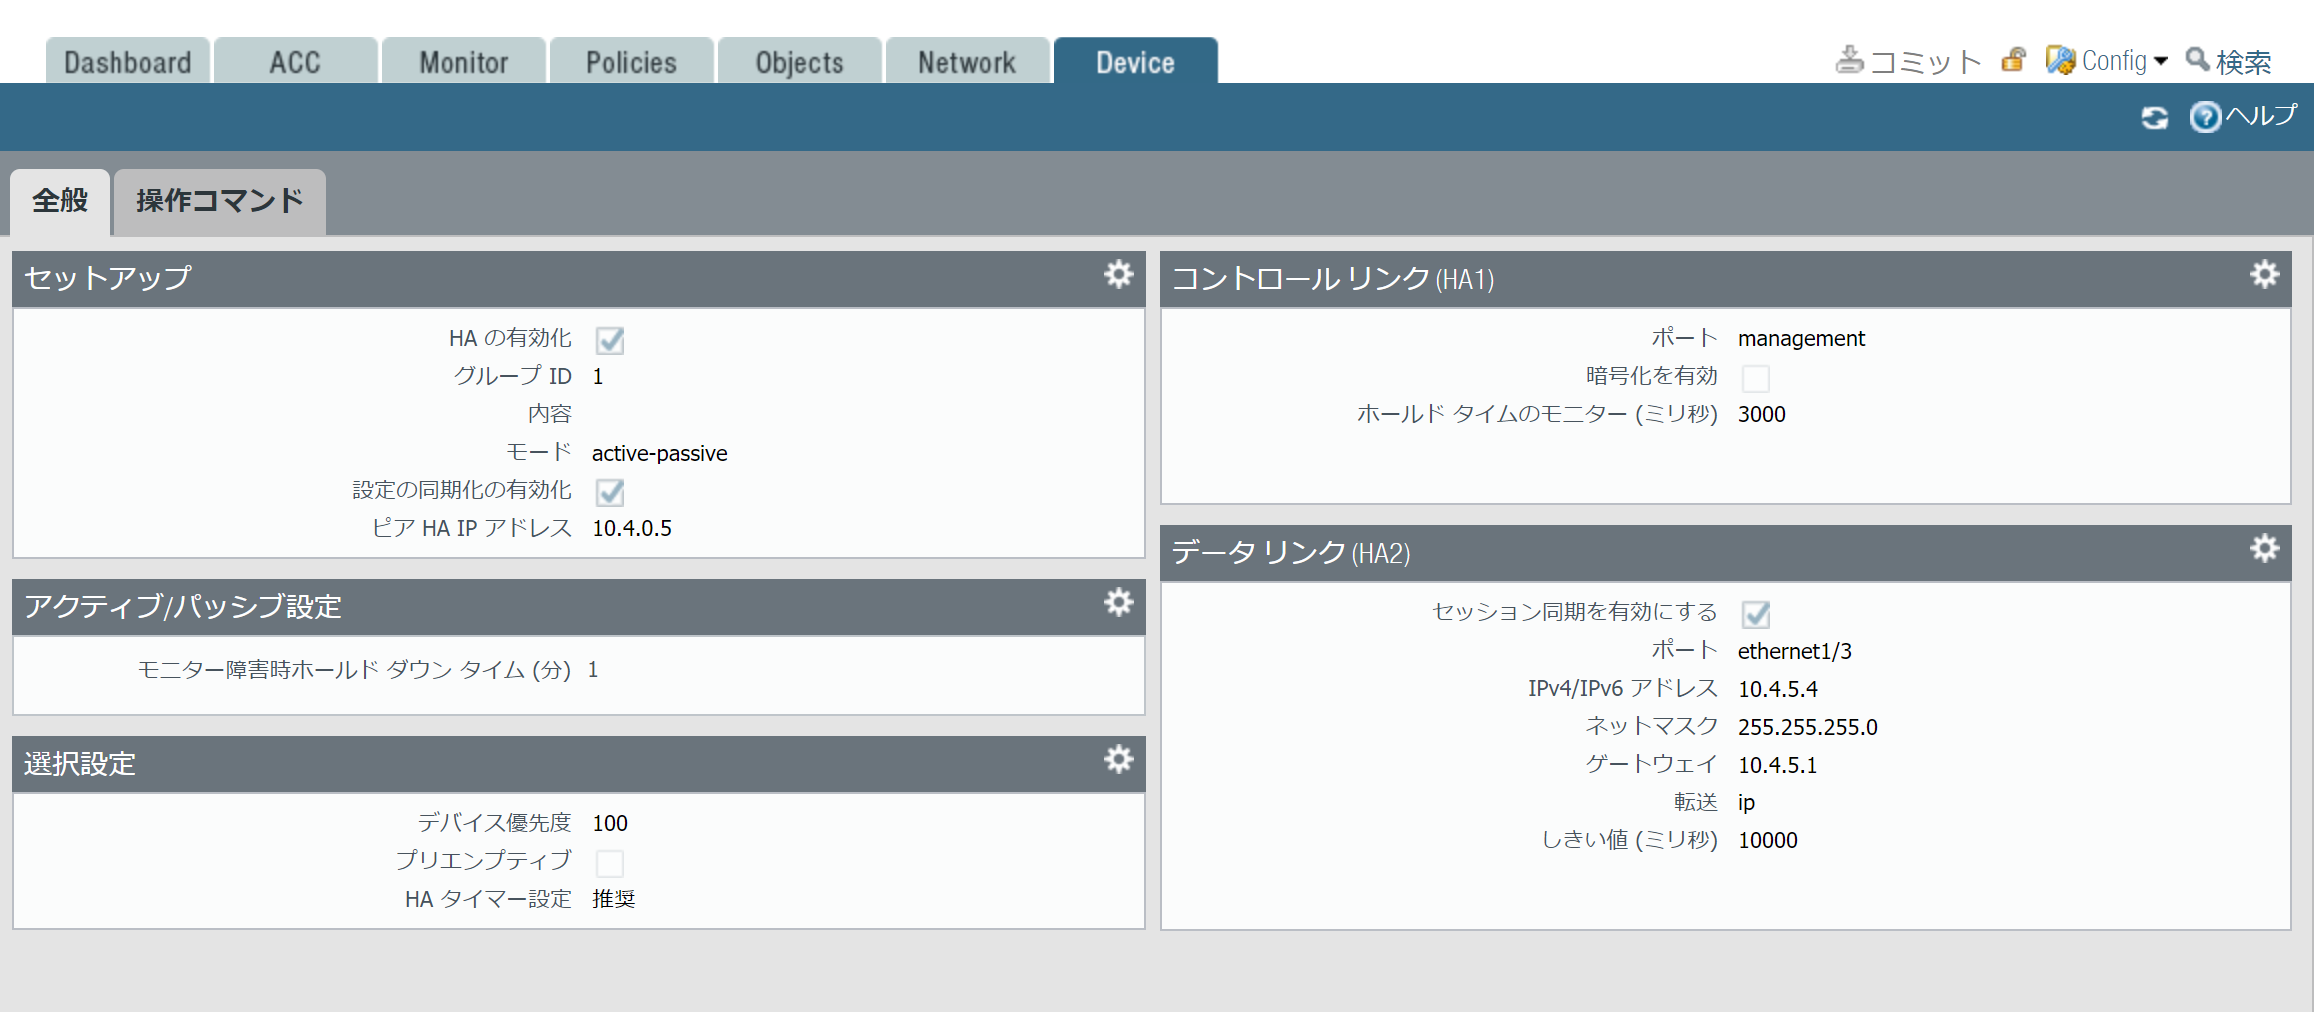 Dashboard ACC Monitor Policies Objects Network Device コミット Config 検索
ヘルプ
全般 操作コマンド
セットアップ
HA の有効化
グループ ID 1
内容
モード active-passive
設定の同期化の有効化
ピア HA IP アドレス 10.4.0.5
アクティブ/パッシブ設定
モニター障害時ホールド ダウン タイム (分) 1
選択設定
デバイス優先度 100
プリエンプティブ
HA タイマー設定 推奨
コントロール リンク (HA1)
ポート management
暗号化を有効
ホールド タイムのモニター (ミリ秒) 3000
データ リンク (HA2)
セッション同期を有効にする
ポート ethernet1/3
IPv4/IPv6 アドレス 10.4.5.4
ネットマスク 255.255.255.0
ゲートウェイ 10.4.5.1
転送 ip
しきい値 (ミリ秒) 10000